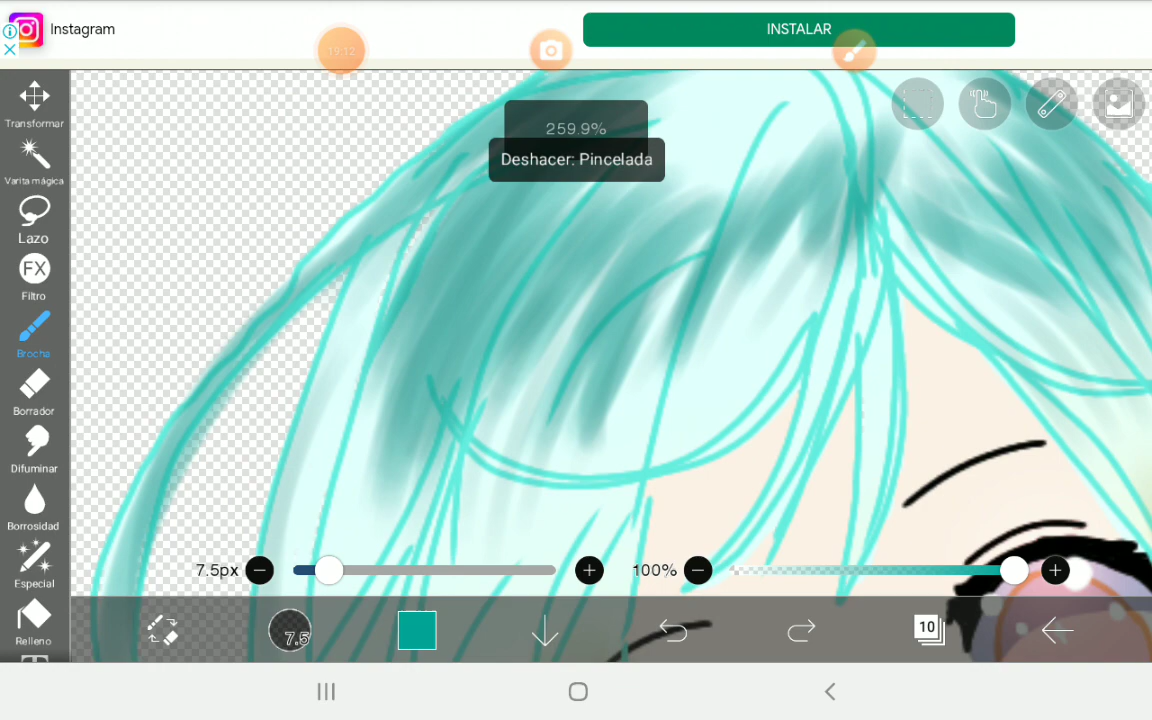 Instagram
INSTALAR
19:12
259.9%
Deshacer: Pincelada
Transformar
Varita mágica
Lazo
Filtro
FX
Brocha
Borrador
Difuminar
Borrosidad
Especial
Relleno
7.5px
100%
7.5
10